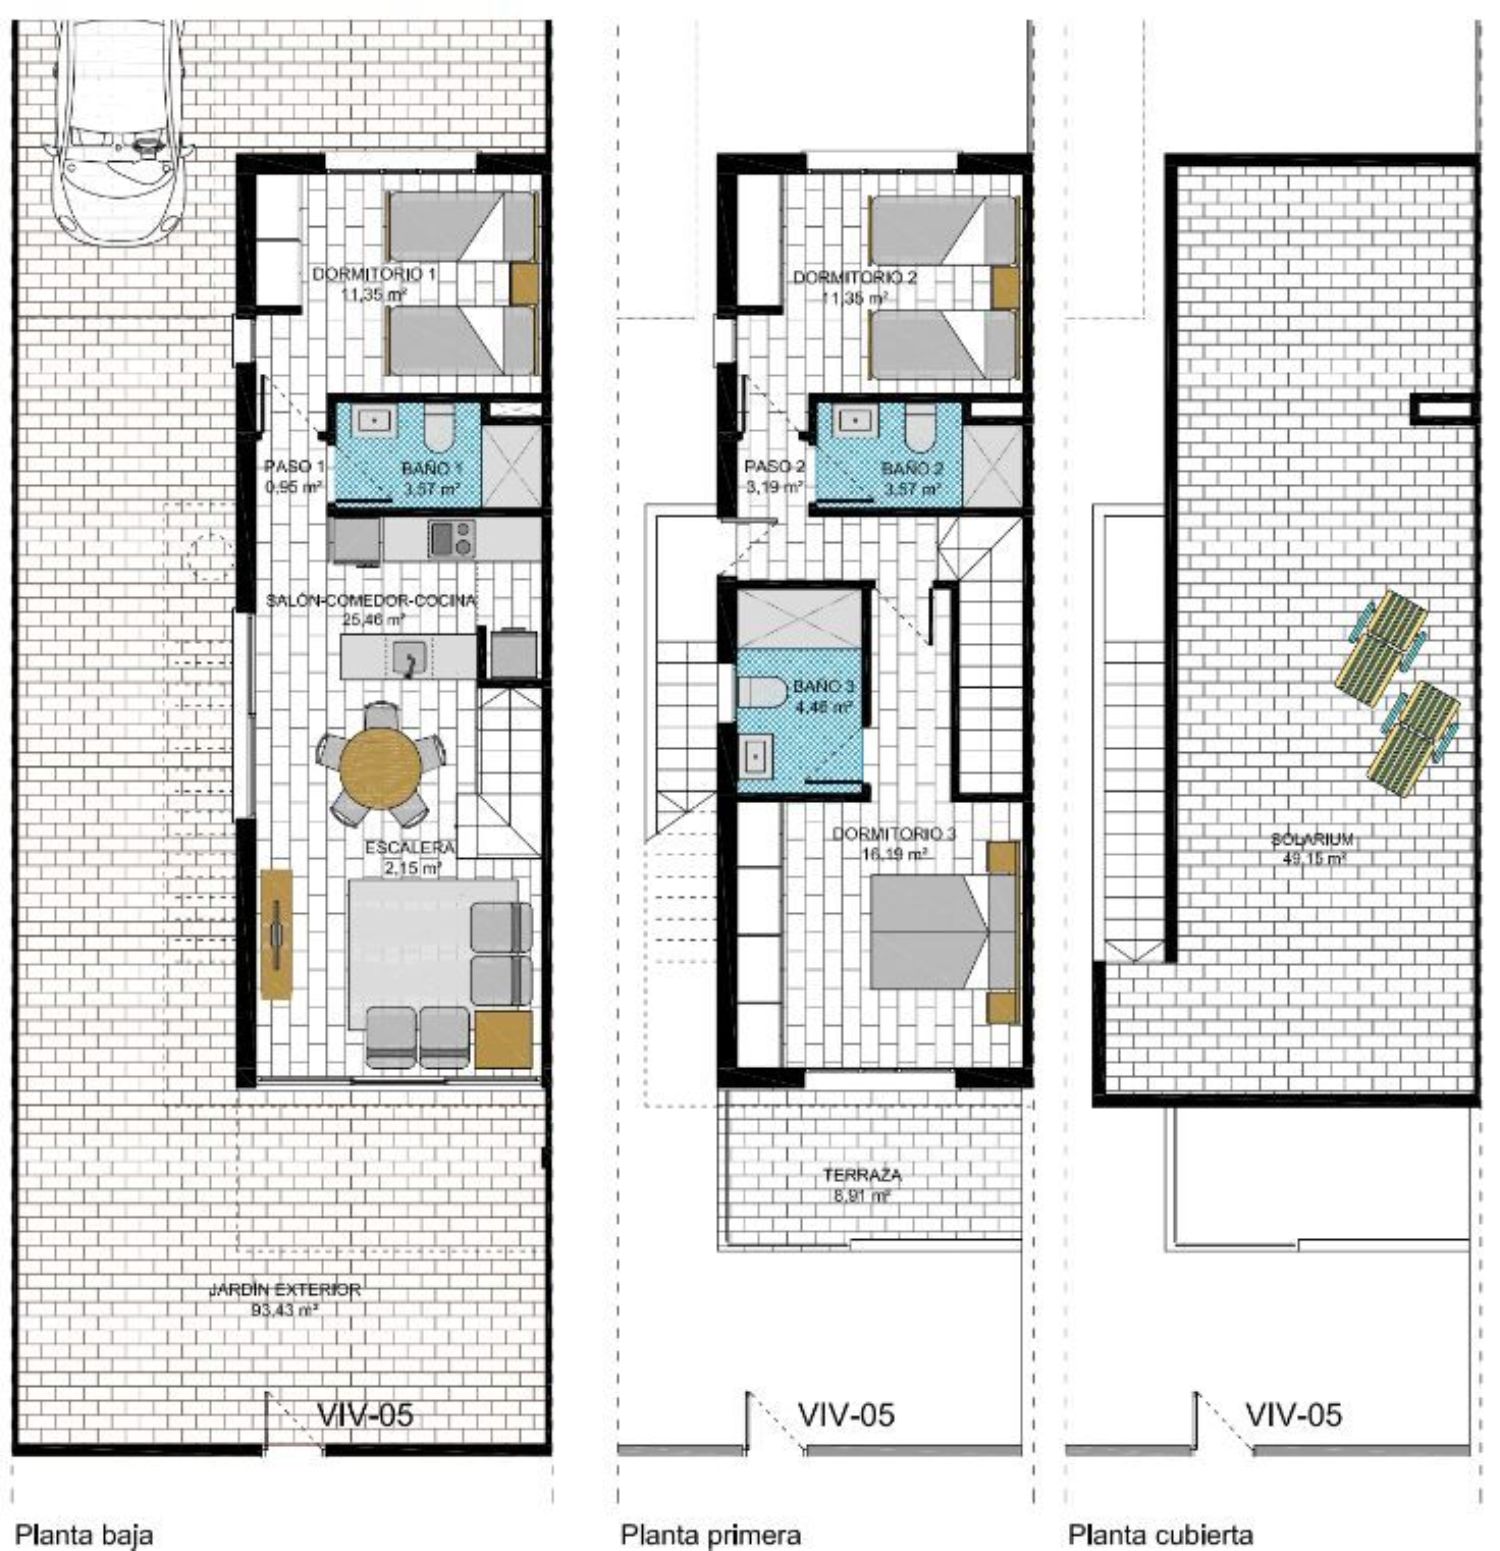 DORMITORIO 1
11,35 m²
PASO 1
0,95 m²
BAÑO 1
3,57 m²
SALÓN-COMEDOR-COCINA
25,46 m²
ESCALERA
2,15 m²
JARDÍN EXTERIOR
93,43 m²
VIV-05
Planta baja
DORMITORIO 2
11,35 m²
PASO 2
3,19 m²
BAÑO 2
3,57 m²
BAÑO 3
4,46 m²
DORMITORIO 3
16,19 m²
TERRAZA
8,91 m²
VIV-05
Planta primera
SOLARIUM
49,15 m²
VIV-05
Planta cubierta